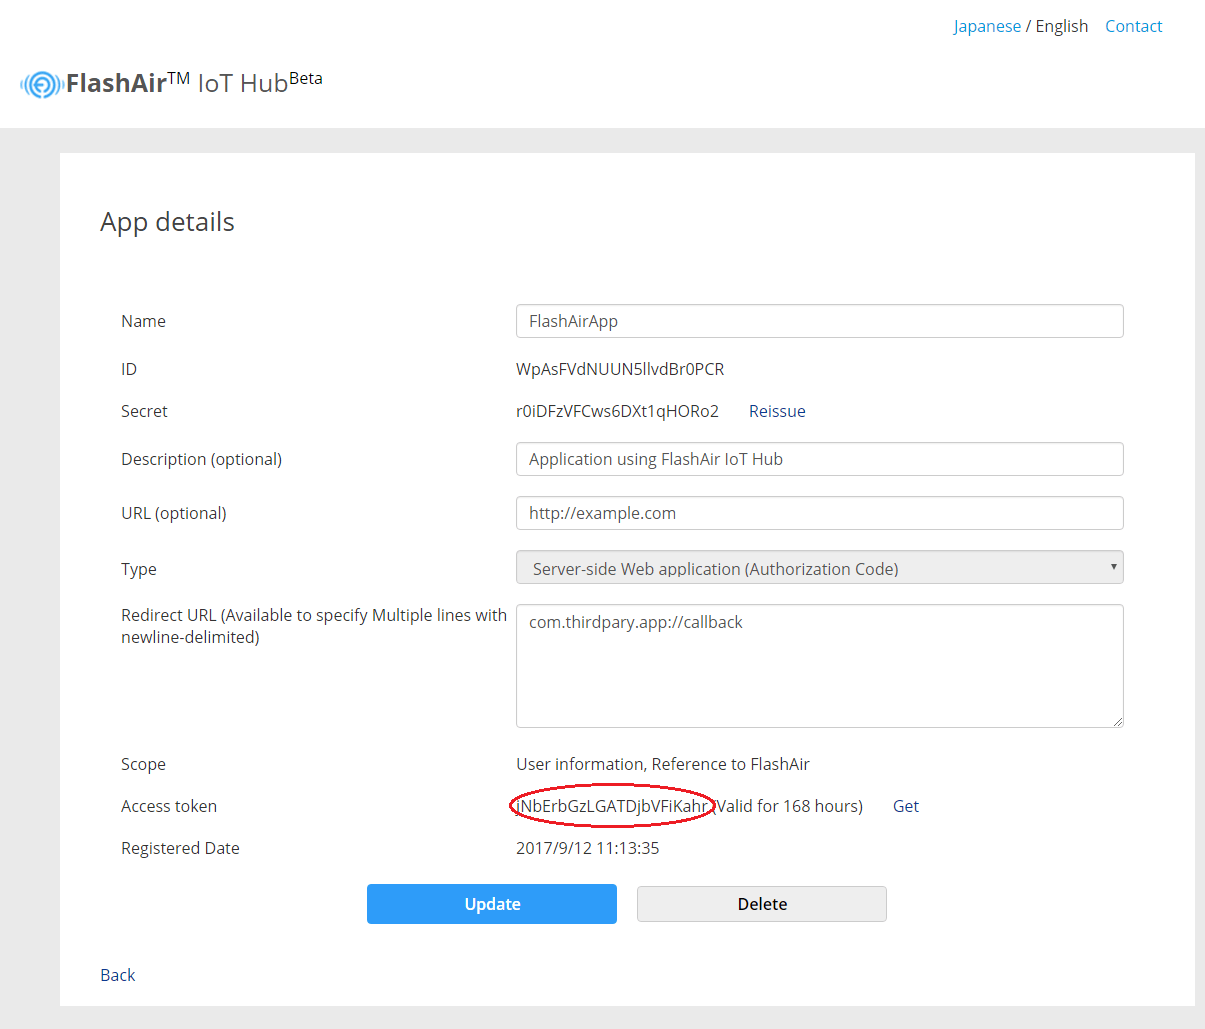 Japanese / English Contact
FlashAir™ IoT Hub Beta
App details
Name FlashAirApp
ID WpAsFVdNUUN5llvdBr0PCR
Secret r0iDFzVFCws6DXt1qHORo2 Reissue
Description (optional) Application using FlashAir IoT Hub
URL (optional) http://example.com
Type Server-side Web application (Authorization Code)
Redirect URL (Available to specify Multiple lines with com.thirdpary.app://callback
newline-delimited)
Scope User information, Reference to FlashAir
Access token jNbErbGzLGATDjbVFiKahr (Valid for 168 hours) Get
Registered Date 2017/9/12 11:13:35
Update Delete
Back